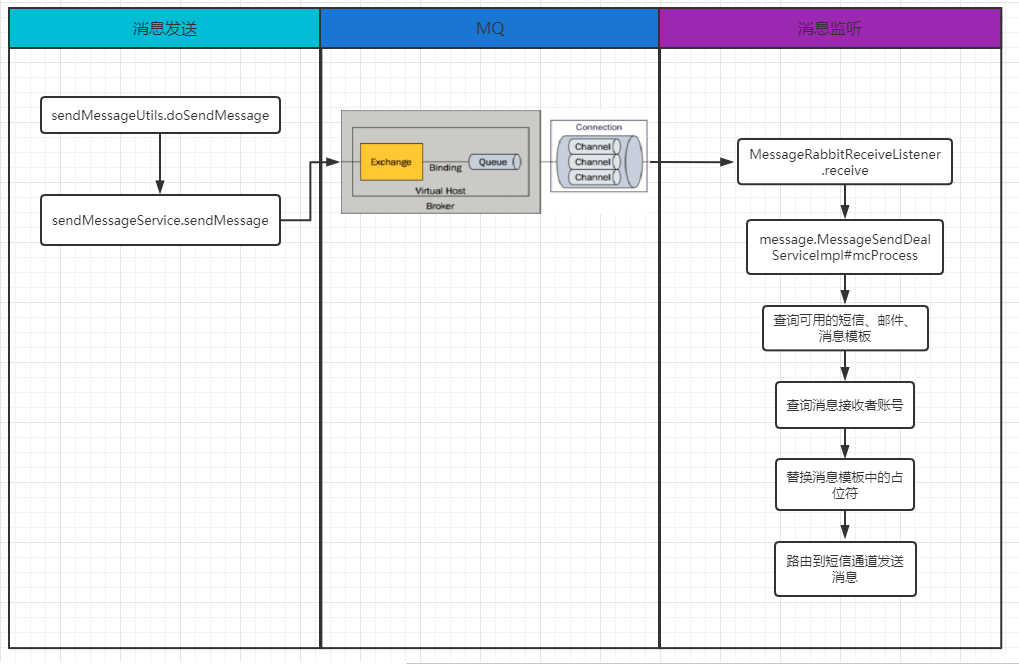 消息发送
MQ
消息监听
sendMessageUtils.doSendMessage
sendMessageService.sendMessage
Exchange
Binding
Queue
Virtual Host
Broker
Connection
Channel
Channel
Channel
MessageRabbitReceiveListener
.receive
message.MessageSendDeal
ServiceImpl#mcProcess
查询可用的短信、邮件、
消息模板
查询消息接收者账号
替换消息模板中的占
位符
路由到短信通道发送
消息